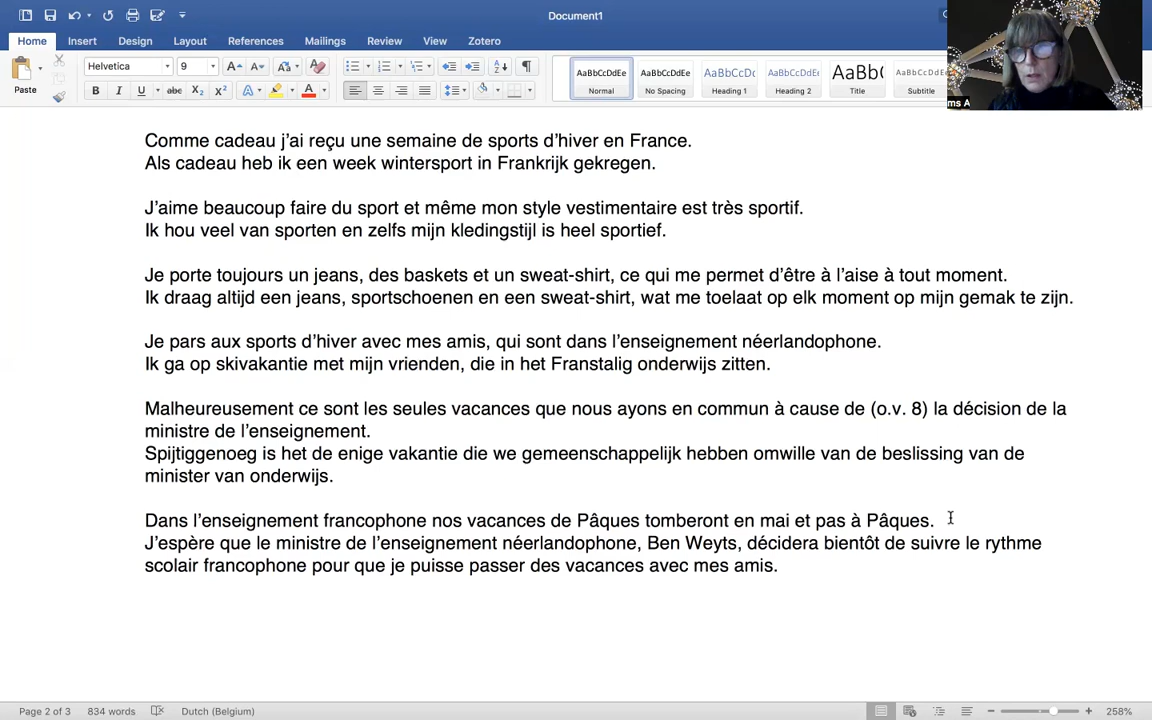 Document1
Home Insert Design Layout References Mailings Review View Zotero
Paste
Helvetica 9
AaBbCcDdEe AaBbCcDdEe AaBbCcDc AaBbCcDdEe AaBbC AaBbCcDdEe
Normal No Spacing Heading 1 Heading 2 Title Subtitle
ms A
Comme cadeau j’ai reçu une semaine de sports d’hiver en France.
Als cadeau heb ik een week wintersport in Frankrijk gekregen.
J’aime beaucoup faire du sport et même mon style vestimentaire est très sportif.
Ik hou veel van sporten en zelfs mijn kledingstijl is heel sportief.
Je porte toujours un jeans, des baskets et un sweat-shirt, ce qui me permet d’être à l’aise à tout moment.
Ik draag altijd een jeans, sportschoenen en een sweat-shirt, wat me toelaat op elk moment op mijn gemak te zijn.
Je pars aux sports d’hiver avec mes amis, qui sont dans l’enseignement néerlandophone.
Ik ga op skivakantie met mijn vrienden, die in het Franstalig onderwijs zitten.
Malheureusement ce sont les seules vacances que nous ayons en commun à cause de (o.v. 8) la décision de la
ministre de l’enseignement.
Spijtiggenoeg is het de enige vakantie die we gemeenschappelijk hebben omwille van de beslissing van de
minister van onderwijs.
Dans l’enseignement francophone nos vacances de Pâques tomberont en mai et pas à Pâques.
J’espère que le ministre de l’enseignement néerlandophone, Ben Weyts, décidera bientôt de suivre le rythme
scolair francophone pour que je puisse passer des vacances avec mes amis.
Page 2 of 3 834 words Dutch (Belgium) 258%